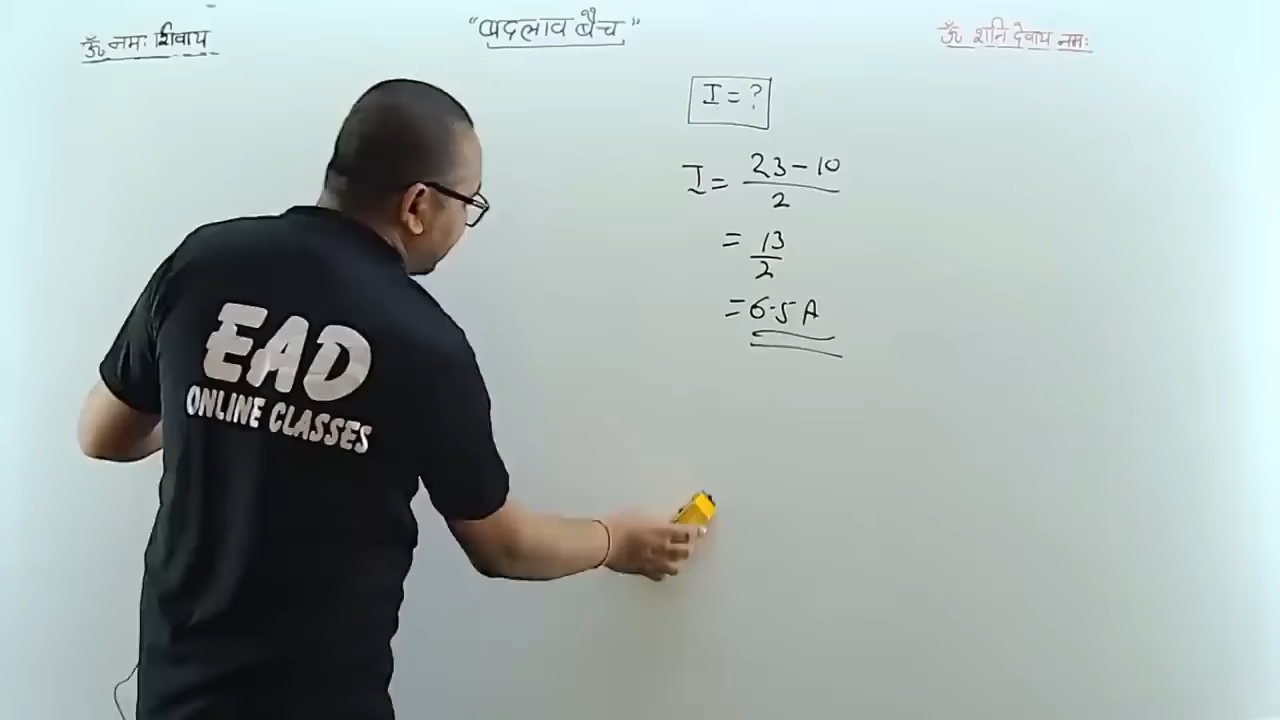 ॐ नमः शिवाय
"बदलाव बैच"
ॐ शनि देवाय नमः
I = ?
I = 23 - 10 / 2
= 13 / 2
= 6.5 A
EAD
ONLINE CLASSES